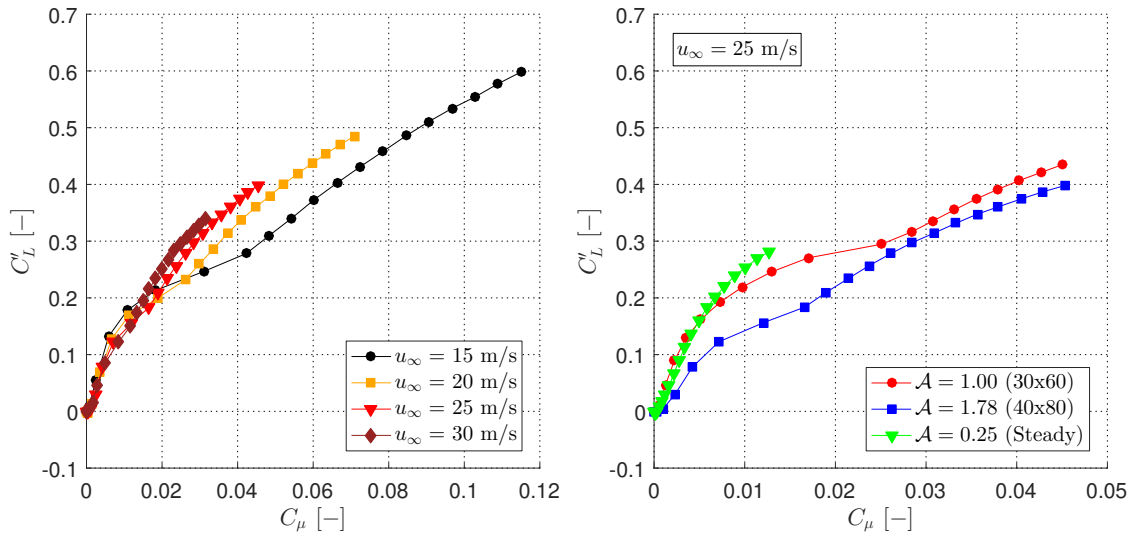 0.7
0.6
0.5
0.4
0.3
0.2
0.1
0
-0.1
C′_L [−]
0 0.02 0.04 0.06 0.08 0.1 0.12
C_μ [−]
u_∞ = 15 m/s
u_∞ = 20 m/s
u_∞ = 25 m/s
u_∞ = 30 m/s
0.7
0.6
0.5
0.4
0.3
0.2
0.1
0
-0.1
C′_L [−]
0 0.01 0.02 0.03 0.04 0.05
C_μ [−]
u_∞ = 25 m/s
𝒜 = 1.00 (30x60)
𝒜 = 1.78 (40x80)
𝒜 = 0.25 (Steady)